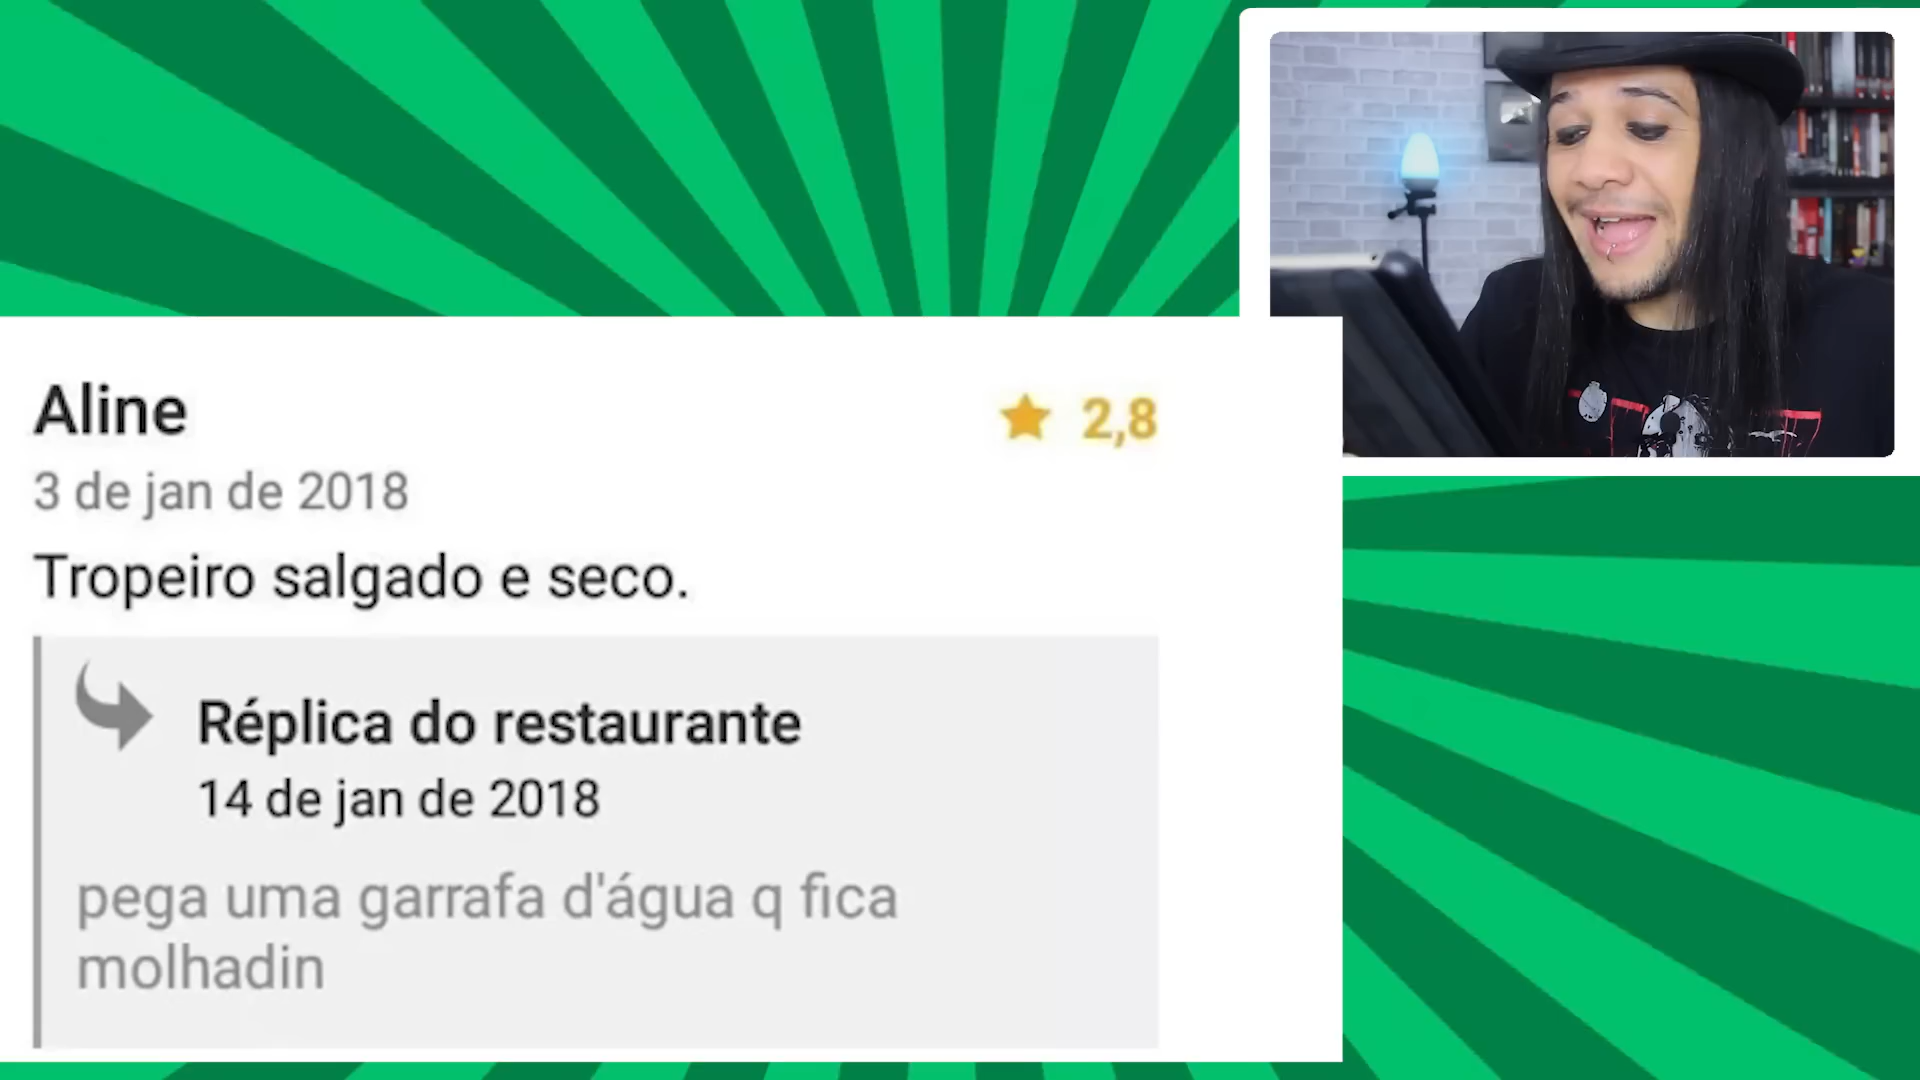 Aline
2,8
3 de jan de 2018
Tropeiro salgado e seco.
Réplica do restaurante
14 de jan de 2018
pega uma garrafa d'água q fica
molhadin